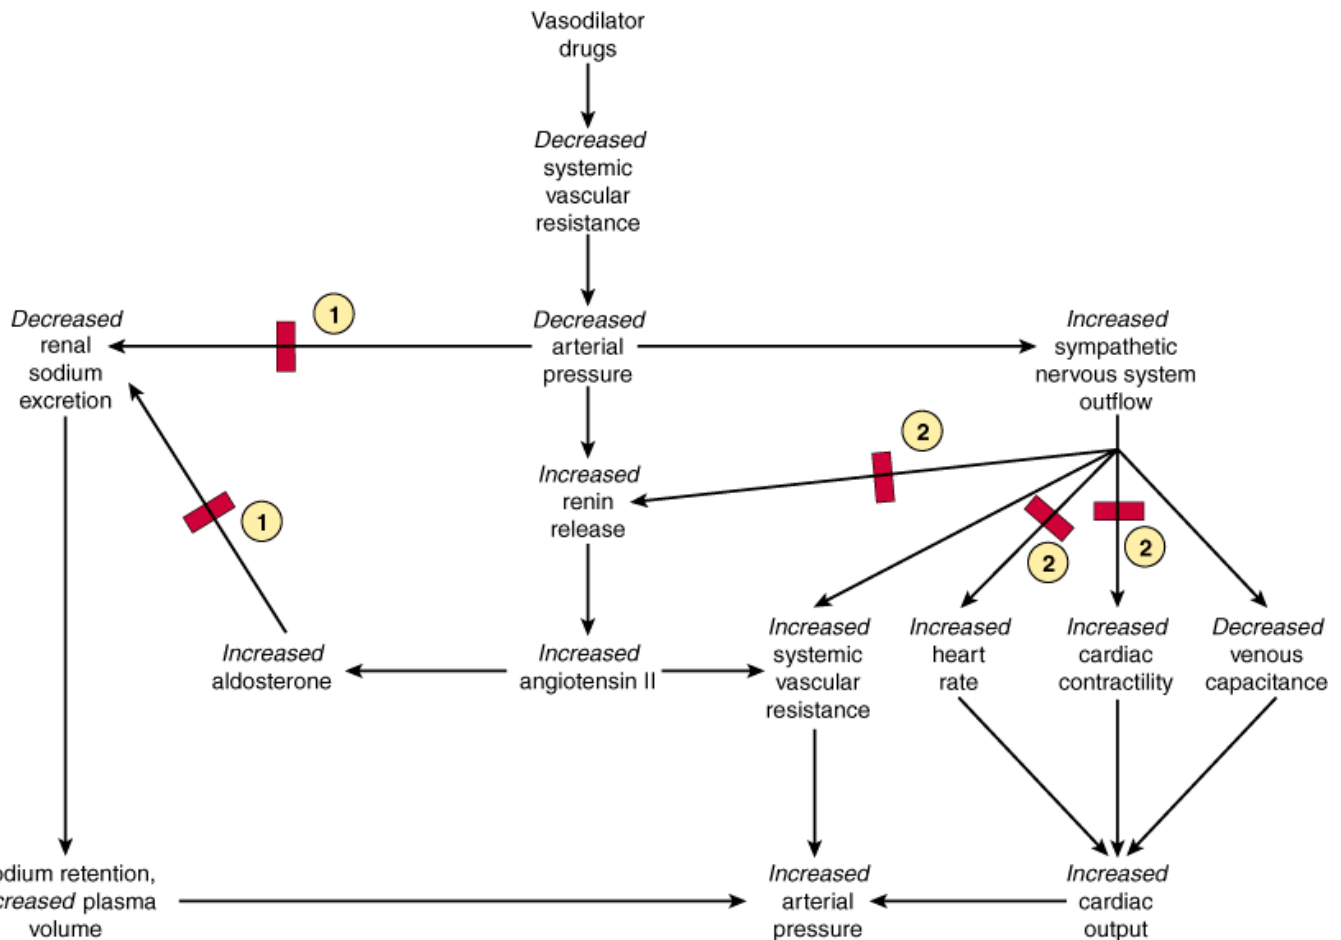 Vasodilator
drugs
Decreased
systemic
vascular
resistance
Decreased
renal
sodium
excretion
1
Decreased
arterial
pressure
Increased
sympathetic
nervous system
outflow
2
Increased
renin
release
1
2
2
Increased
aldosterone
Increased
angiotensin II
Increased
systemic
vascular
resistance
Increased
heart
rate
Increased
cardiac
contractility
Decreased
venous
capacitance
odium retention,
creased plasma
volume
Increased
arterial
pressure
Increased
cardiac
output